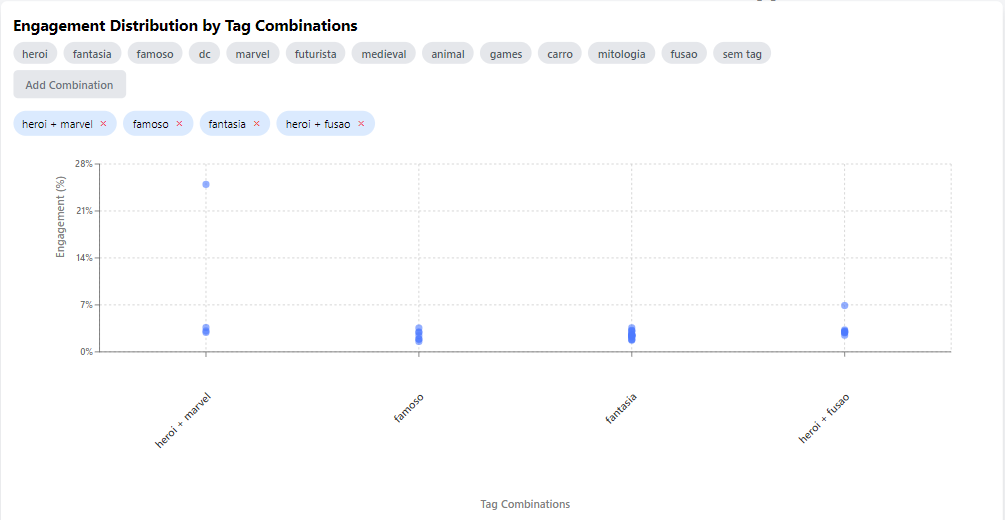 Engagement Distribution by Tag Combinations
heroi fantasia famoso dc marvel futurista medieval animal games carro mitologia fusao sem tag
Add Combination
heroi + marvel × famoso × fantasia × heroi + fusao ×
28%
21%
14%
7%
0%
Engagement (%)
heroi + marvel
famoso
fantasia
heroi + fusao
Tag Combinations